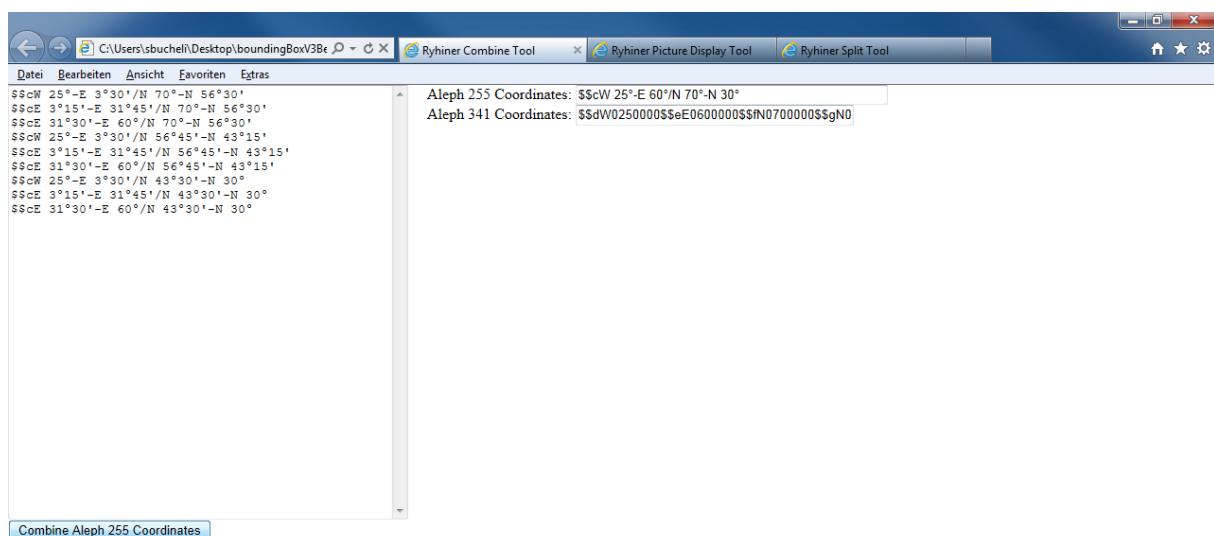 C:\Users\sbucheli\Desktop\boundingBoxV3Be
Ryhiner Combine Tool
Ryhiner Picture Display Tool
Ryhiner Split Tool
Datei Bearbeiten Ansicht Favoriten Extras
$$cW 25°-E 3°30'/N 70°-N 56°30'
$$cE 3°15'-E 31°45'/N 70°-N 56°30'
$$cE 31°30'-E 60°/N 70°-N 56°30'
$$cW 25°-E 3°30'/N 56°45'-N 43°15'
$$cE 3°15'-E 31°45'/N 56°45'-N 43°15'
$$cE 31°30'-E 60°/N 56°45'-N 43°15'
$$cW 25°-E 3°30'/N 43°30'-N 30°
$$cE 3°15'-E 31°45'/N 43°30'-N 30°
$$cE 31°30'-E 60°/N 43°30'-N 30°
Aleph 255 Coordinates: $$cW 25°-E 60°/N 70°-N 30°
Aleph 341 Coordinates: $$dW0250000$$eE0600000$$fN0700000$$gN0
Combine Aleph 255 Coordinates